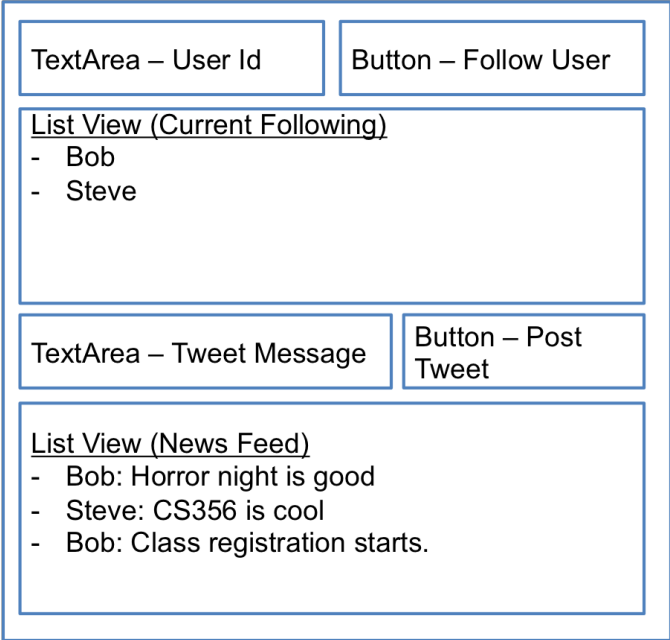 TextArea – User Id
Button – Follow User
List View (Current Following)
- Bob
- Steve
TextArea – Tweet Message
Button – Post
Tweet
List View (News Feed)
- Bob: Horror night is good
- Steve: CS356 is cool
- Bob: Class registration starts.